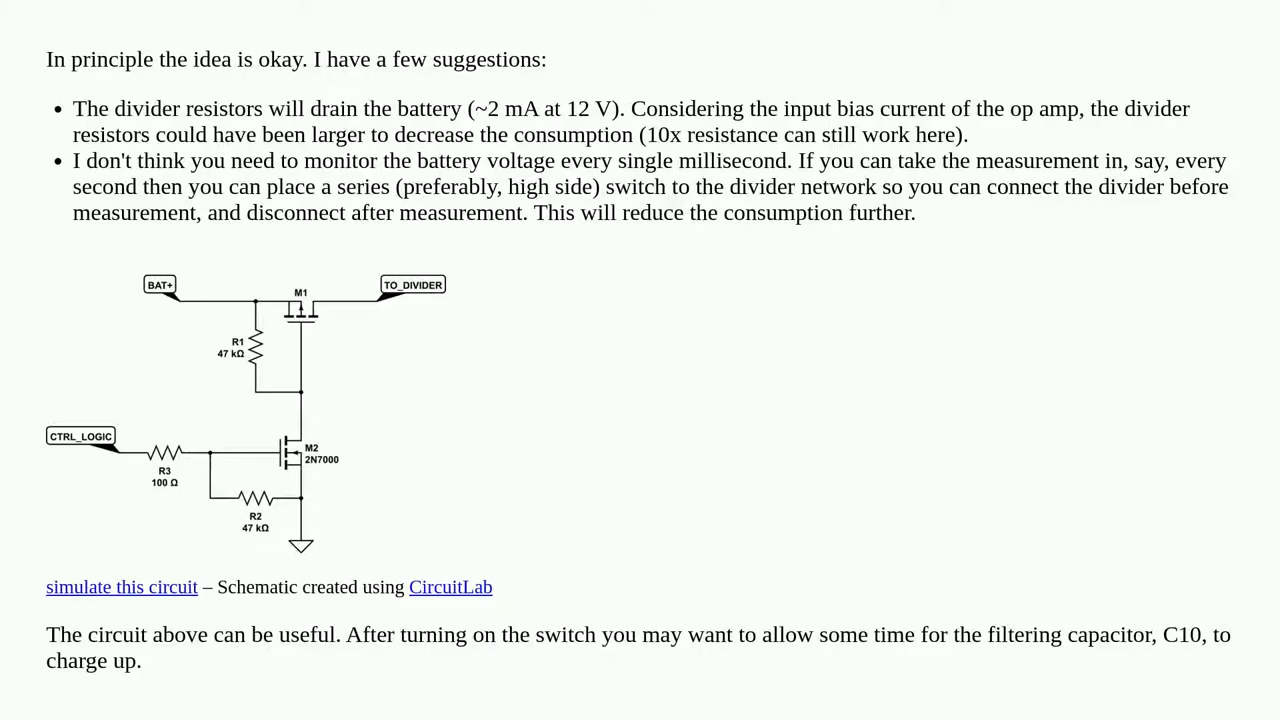 In principle the idea is okay. I have a few suggestions:
The divider resistors will drain the battery (~2 mA at 12 V). Considering the input bias current of the op amp, the divider
resistors could have been larger to decrease the consumption (10x resistance can still work here).
I don't think you need to monitor the battery voltage every single millisecond. If you can take the measurement in, say, every
second then you can place a series (preferably, high side) switch to the divider network so you can connect the divider before
measurement, and disconnect after measurement. This will reduce the consumption further.
BAT+
M1
TO_DIVIDER
R1
47 kΩ
CTRL_LOGIC
M2
2N7000
R3
100 Ω
R2
47 kΩ
simulate this circuit – Schematic created using CircuitLab
The circuit above can be useful. After turning on the switch you may want to allow some time for the filtering capacitor, C10, to
charge up.